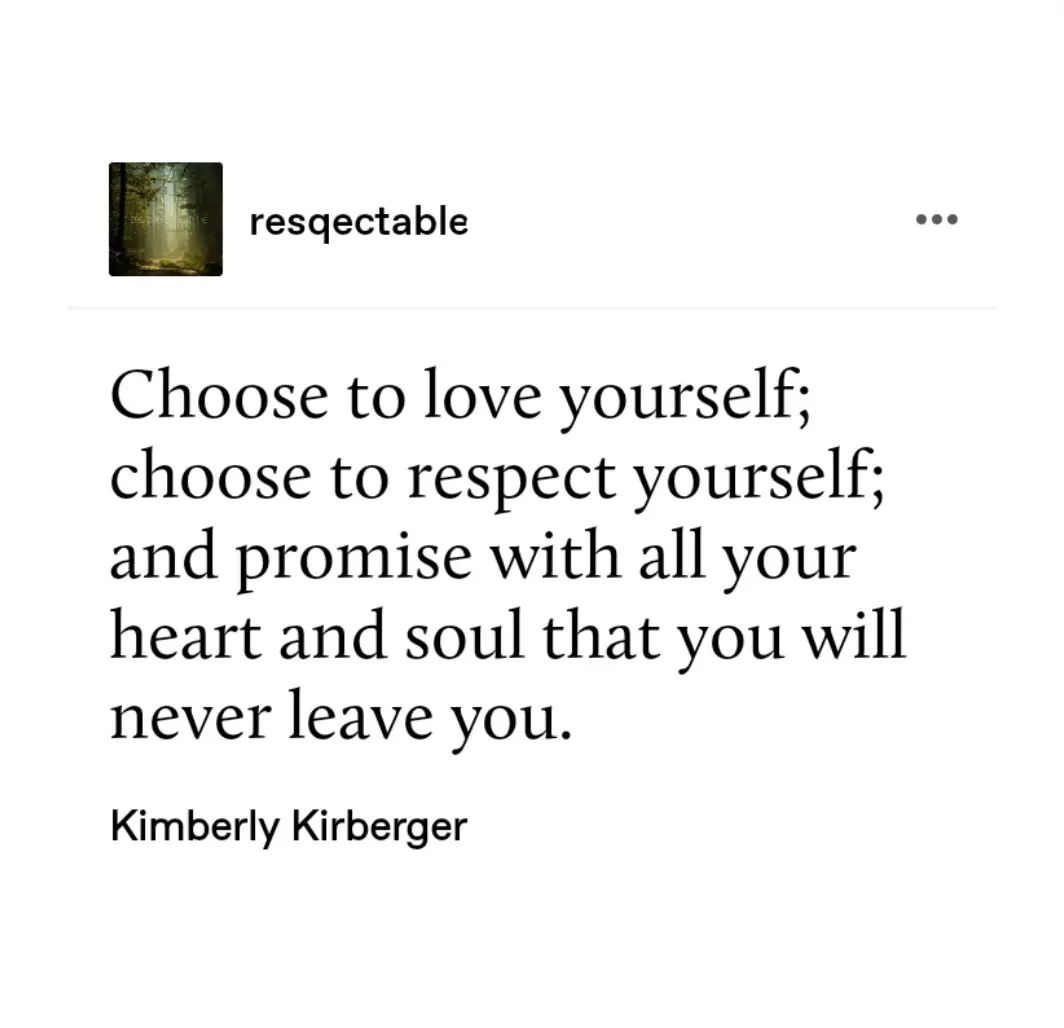 resqectable
Choose to love yourself;
choose to respect yourself;
and promise with all your
heart and soul that you will
never leave you.
Kimberly Kirberger